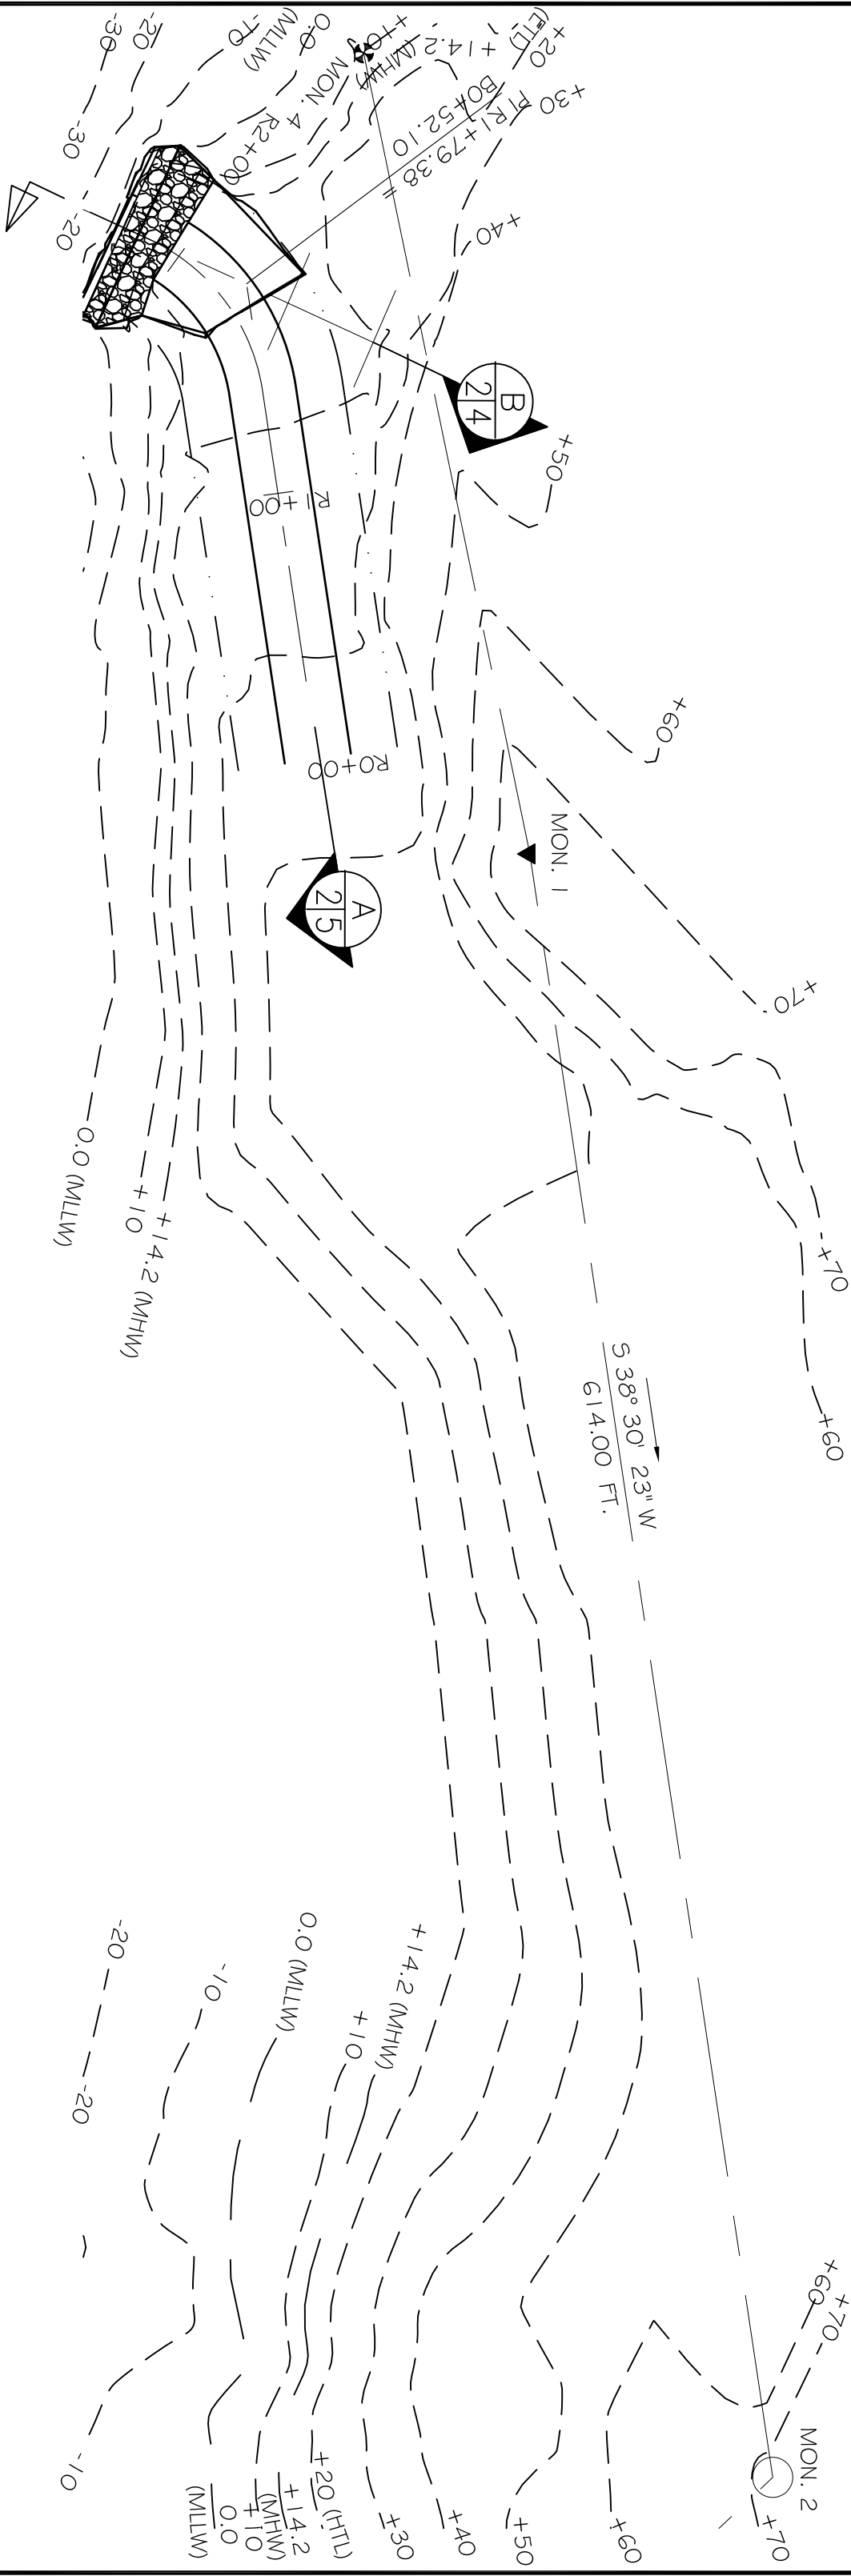 -30
-20
-10
(MLLW)
0.0
+10
(MHW)
+14.2
(HTL)
+20
+30
MON. 4
R2+00
B0+52.10
PI R1+79.38 =
+40
-30
-20
B
2 4
+50
R1+00
+60
R0+00
MON. 1
A
2 5
+70
0.0 (MLLW)
+10
+14.2 (MHW)
+70
+60
S 38° 30' 23" W
614.00 FT.
-20
-10
0.0 (MLLW)
+10
+14.2 (MHW)
-20
+60
+70
MON. 2
-10
(MLLW)
0.0
+10
(MHW)
+14.2
+20 (HTL)
+30
+40
+50
+60
+70